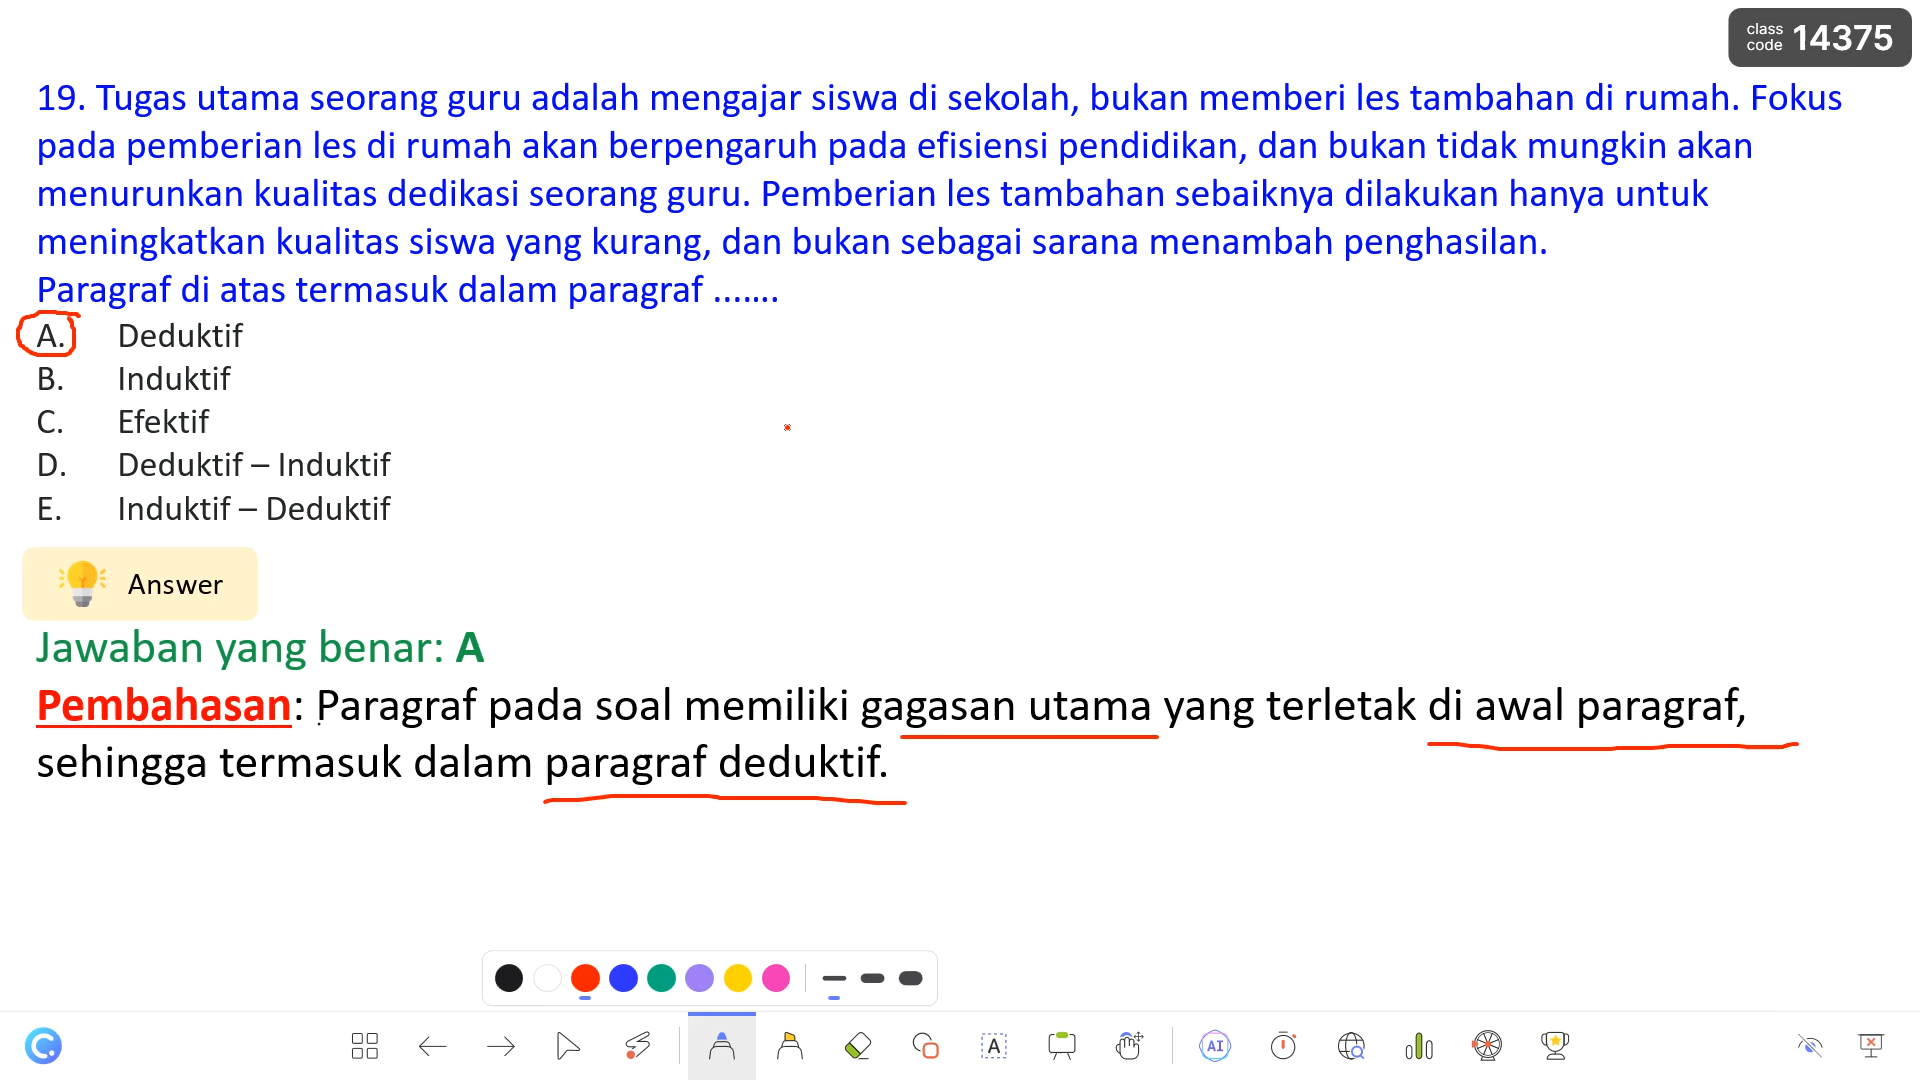 class code 14375
19. Tugas utama seorang guru adalah mengajar siswa di sekolah, bukan memberi les tambahan di rumah. Fokus
pada pemberian les di rumah akan berpengaruh pada efisiensi pendidikan, dan bukan tidak mungkin akan
menurunkan kualitas dedikasi seorang guru. Pemberian les tambahan sebaiknya dilakukan hanya untuk
meningkatkan kualitas siswa yang kurang, dan bukan sebagai sarana menambah penghasilan.
Paragraf di atas termasuk dalam paragraf .......
A. Deduktif
B. Induktif
C. Efektif
D. Deduktif – Induktif
E. Induktif – Deduktif
Answer
Jawaban yang benar: A
Pembahasan: Paragraf pada soal memiliki gagasan utama yang terletak di awal paragraf,
sehingga termasuk dalam paragraf deduktif.
A
AI